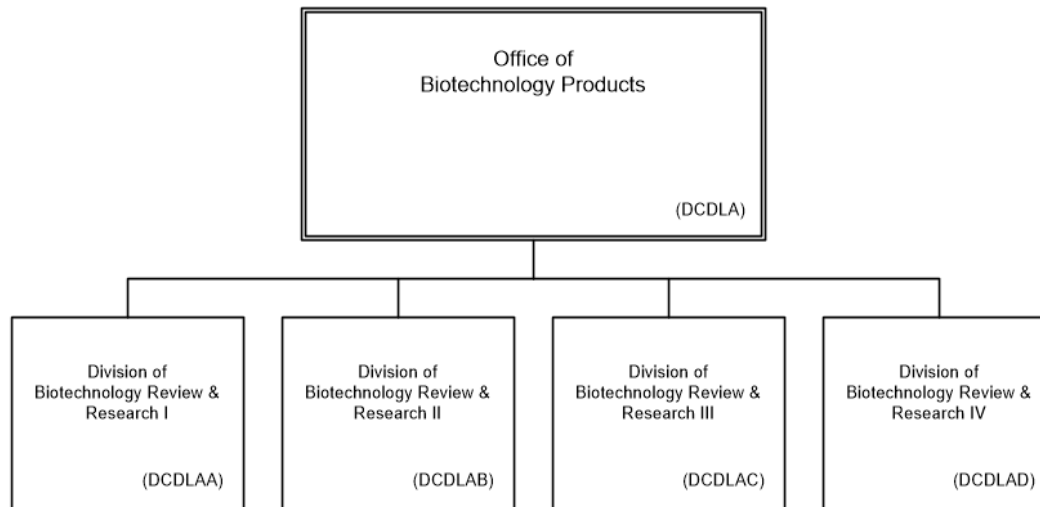 Office of
Biotechnology Products
(DCDLA)
Division of
Biotechnology Review &
Research I
(DCDLAA)
Division of
Biotechnology Review &
Research II
(DCDLAB)
Division of
Biotechnology Review &
Research III
(DCDLAC)
Division of
Biotechnology Review &
Research IV
(DCDLAD)